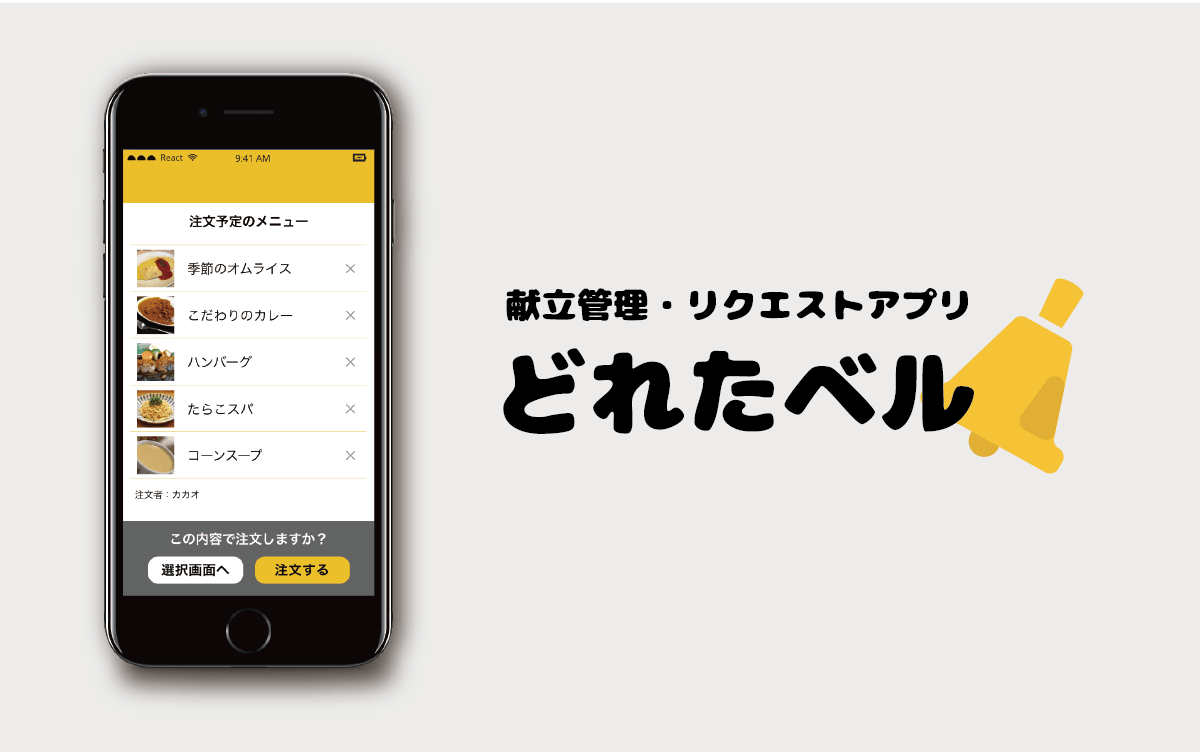 React 9:41 AM
注文予定のメニュー
季節のオムライス ×
こだわりのカレー ×
ハンバーグ ×
たらこスパ ×
コーンスープ ×
注文者：カカオ
この内容で注文しますか？
選択画面へ 注文する
献立管理・リクエストアプリ
どれたベル